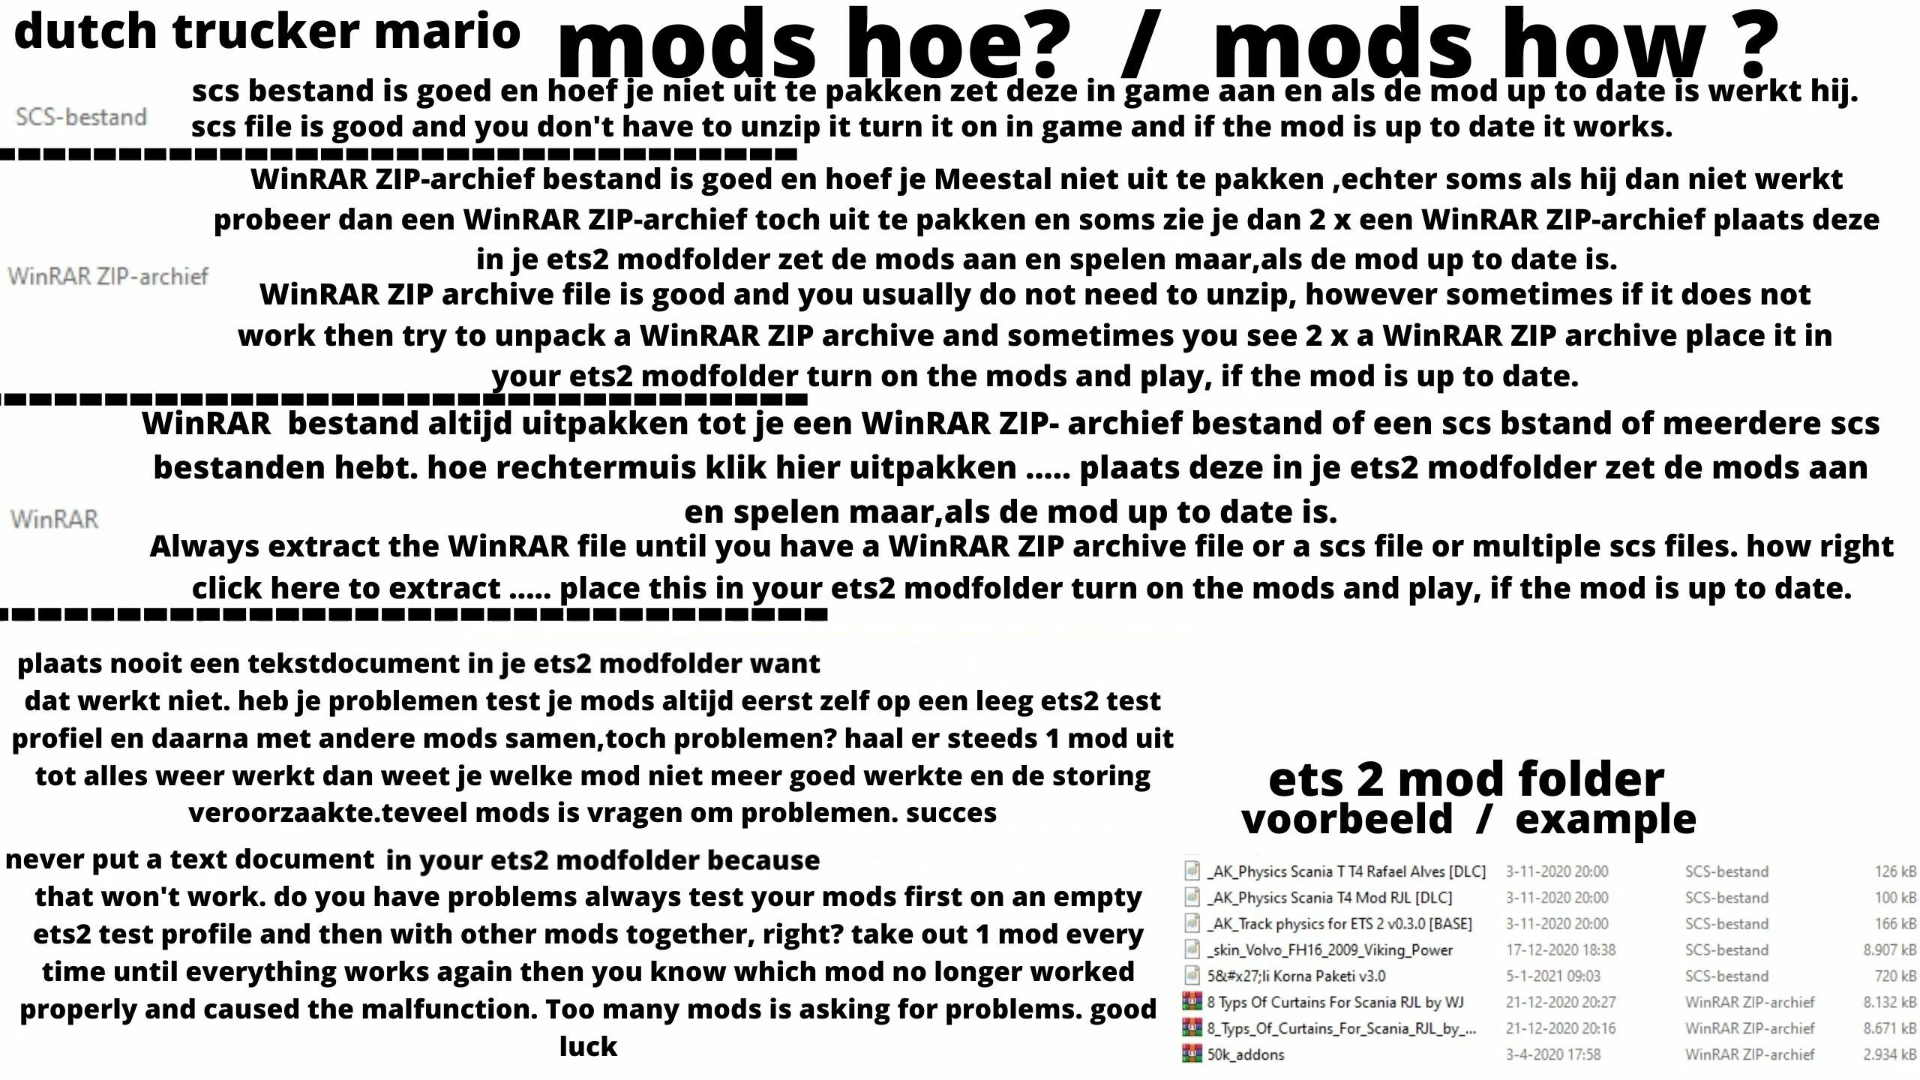 dutch trucker mario
mods hoe? / mods how ?
SCS-bestand
scs bestand is goed en hoef je niet uit te pakken zet deze in game aan en als de mod up to date is werkt hij.
scs file is good and you don't have to unzip it turn it on in game and if the mod is up to date it works.
WinRAR ZIP-archief bestand is goed en hoef je Meestal niet uit te pakken ,echter soms als hij dan niet werkt
probeer dan een WinRAR ZIP-archief toch uit te pakken en soms zie je dan 2 x een WinRAR ZIP-archief plaats deze
in je ets2 modfolder zet de mods aan en spelen maar,als de mod up to date is.
WinRAR ZIP-archief
WinRAR ZIP archive file is good and you usually do not need to unzip, however sometimes if it does not
work then try to unpack a WinRAR ZIP archive and sometimes you see 2 x a WinRAR ZIP archive place it in
your ets2 modfolder turn on the mods and play, if the mod is up to date.
WinRAR bestand altijd uitpakken tot je een WinRAR ZIP- archief bestand of een scs bstand of meerdere scs
bestanden hebt. hoe rechtermuis klik hier uitpakken ..... plaats deze in je ets2 modfolder zet de mods aan
en spelen maar,als de mod up to date is.
WinRAR
Always extract the WinRAR file until you have a WinRAR ZIP archive file or a scs file or multiple scs files. how right
click here to extract ..... place this in your ets2 modfolder turn on the mods and play, if the mod is up to date.
plaats nooit een tekstdocument in je ets2 modfolder want
dat werkt niet. heb je problemen test je mods altijd eerst zelf op een leeg ets2 test
profiel en daarna met andere mods samen,toch problemen? haal er steeds 1 mod uit
tot alles weer werkt dan weet je welke mod niet meer goed werkte en de storing
veroorzaakte.teveel mods is vragen om problemen. succes
never put a text document in your ets2 modfolder because
that won't work. do you have problems always test your mods first on an empty
ets2 test profile and then with other mods together, right? take out 1 mod every
time until everything works again then you know which mod no longer worked
properly and caused the malfunction. Too many mods is asking for problems. good
luck
ets 2 mod folder
voorbeeld / example
_AK_Physics Scania T T4 Rafael Alves [DLC] 3-11-2020 20:00 SCS-bestand 126 kB
_AK_Physics Scania T4 Mod RJL [DLC] 3-11-2020 20:00 SCS-bestand 100 kB
_AK_Track physics for ETS 2 v0.3.0 [BASE] 3-11-2020 20:00 SCS-bestand 166 kB
_skin_Volvo_FH16_2009_Viking_Power 17-12-2020 18:38 SCS-bestand 8.907 kB
5&#x27;li Korna Paketi v3.0 5-1-2021 09:03 SCS-bestand 720 kB
8 Typs Of Curtains For Scania RJL by WJ 21-12-2020 20:27 WinRAR ZIP-archief 8.132 kB
8_Typs_Of_Curtains_For_Scania_RJL_by_... 21-12-2020 20:16 WinRAR ZIP-archief 8.671 kB
50k_addons 3-4-2020 17:58 WinRAR ZIP-archief 2.934 kB